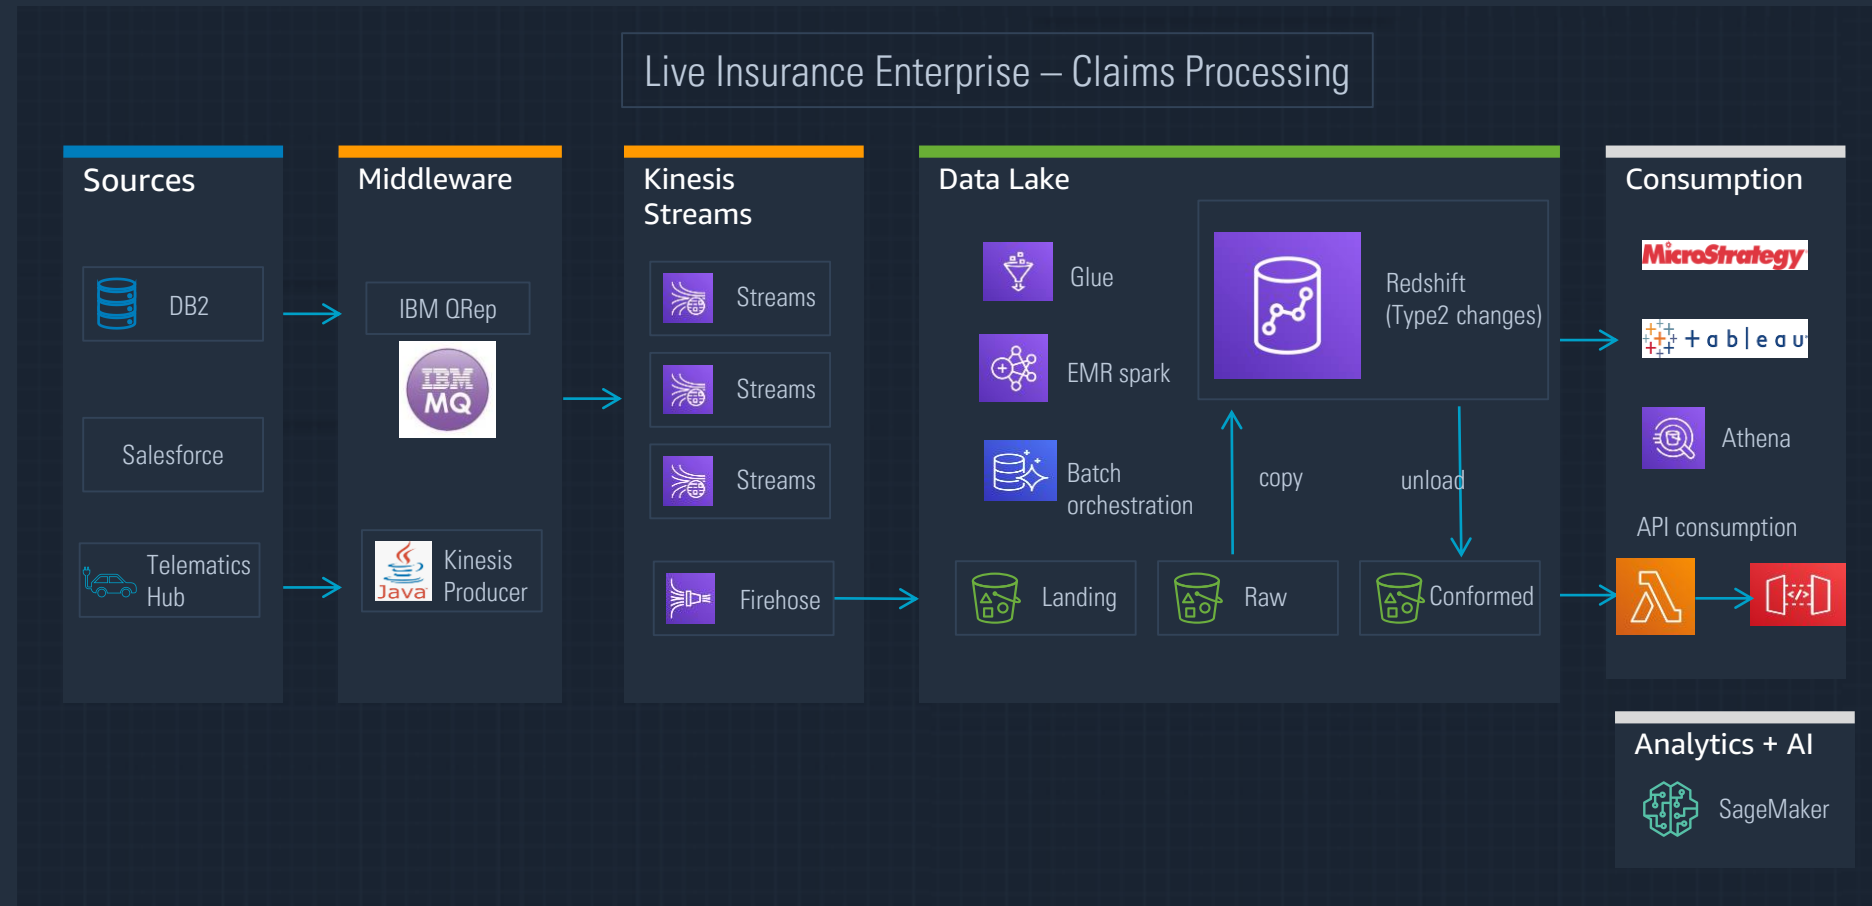 Live Insurance Enterprise – Claims Processing
Sources
DB2
Salesforce
Telematics
Hub
Middleware
IBM QRep
IBM
MQ
Java
Kinesis
Producer
Kinesis
Streams
Streams
Streams
Streams
Firehose
Data Lake
Glue
EMR spark
Batch
orchestration
Redshift
(Type2 changes)
copy
unload
Landing
Raw
Conformed
Consumption
MicroStrategy
+ a b l e a u
Athena
API consumption
</>
Analytics + AI
SageMaker